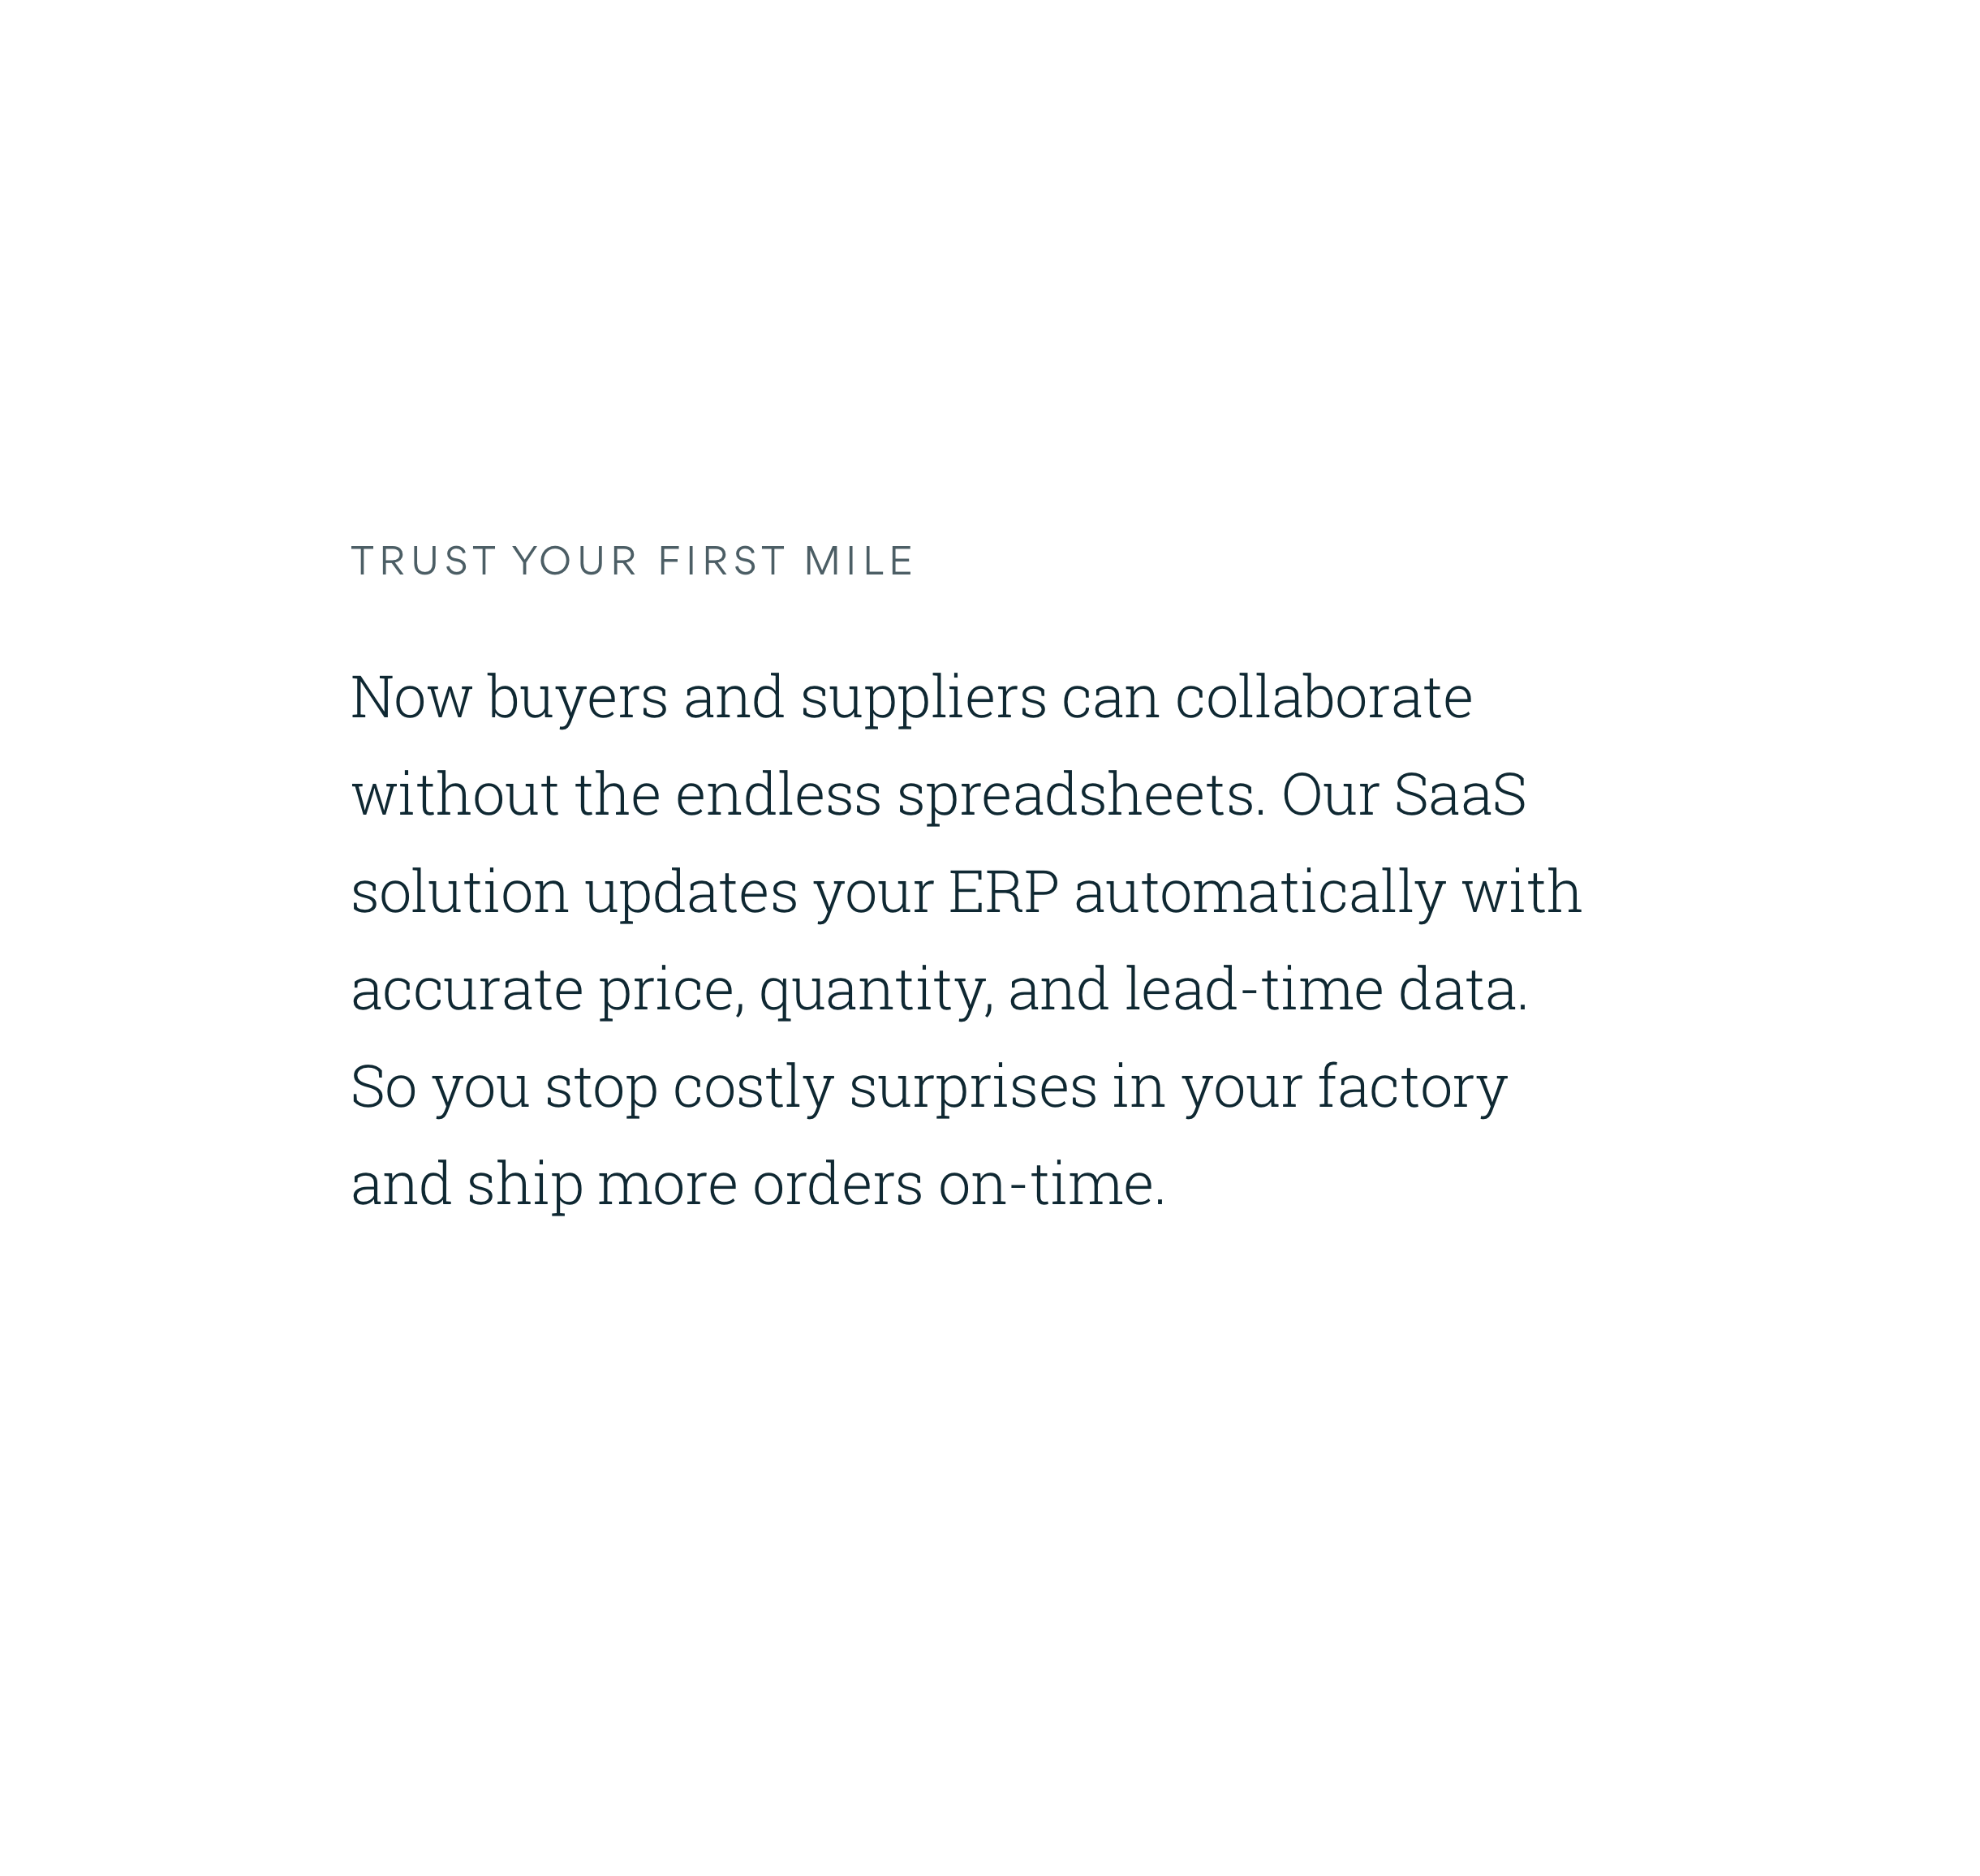 TRUST YOUR FIRST MILE
Now buyers and suppliers can collaborate
without the endless spreadsheets. Our SaaS
solution updates your ERP automatically with
accurate price, quantity, and lead-time data.
So you stop costly surprises in your factory
and ship more orders on-time.